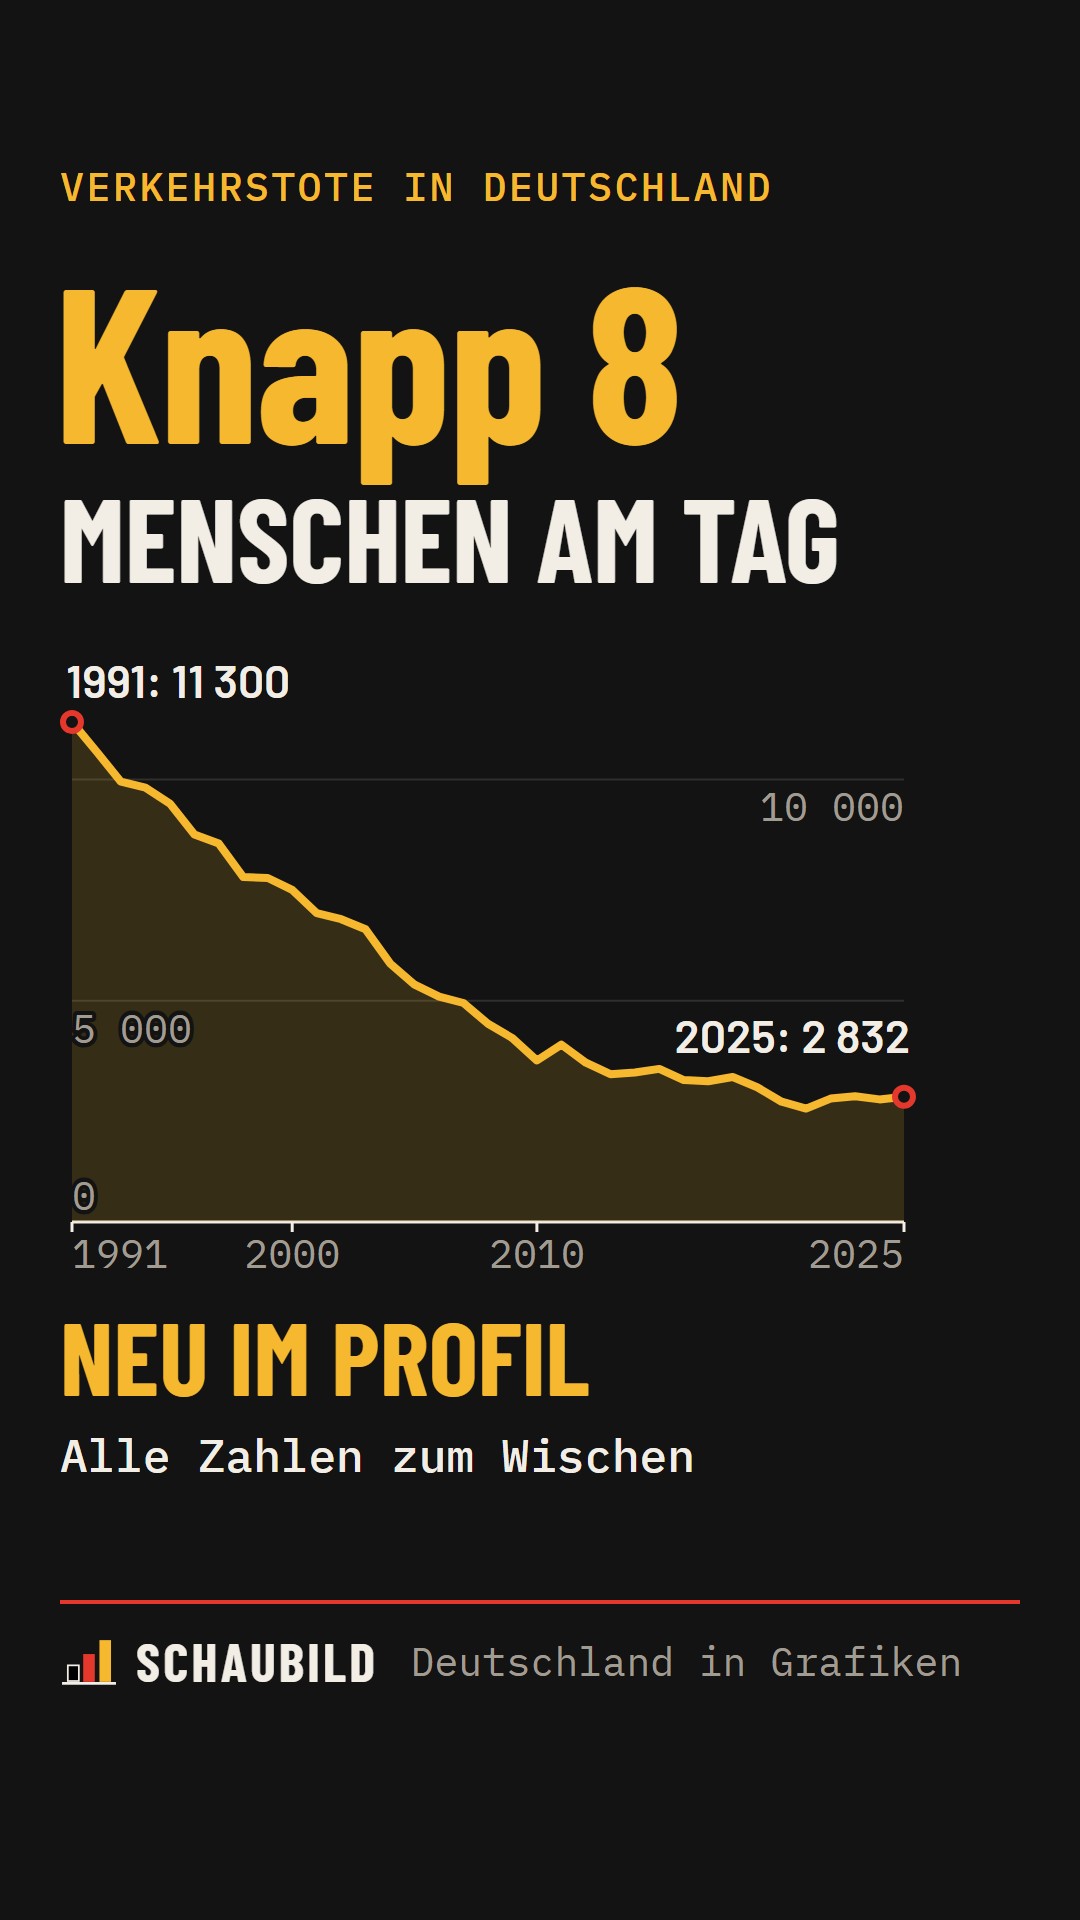 VERKEHRSTOTE IN DEUTSCHLAND
Knapp 8
MENSCHEN AM TAG
1991: 11 300
10 000
5 000
2025: 2 832
0
1991 2000 2010 2025
NEU IM PROFIL
Alle Zahlen zum Wischen
SCHAUBILD Deutschland in Grafiken